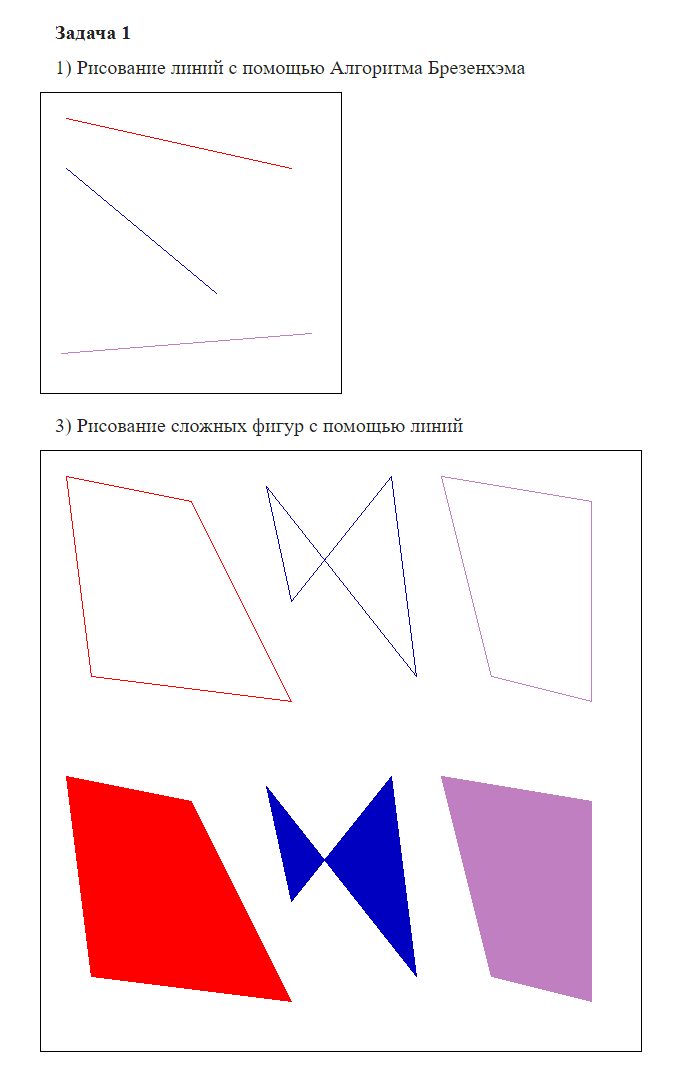 Задача 1
1) Рисование линий с помощью Алгоритма Брезенхэма
3) Рисование сложных фигур с помощью линий